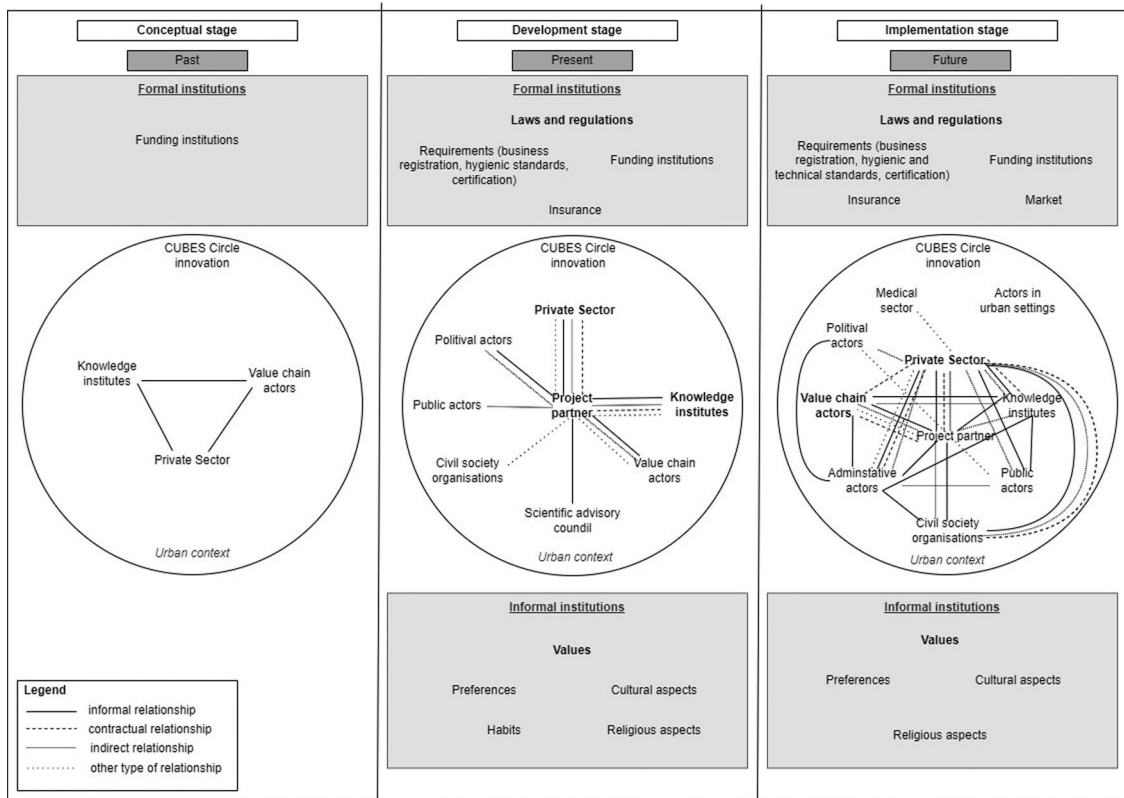 Conceptual stage
Past
Formal institutions
Funding institutions
CUBES Circle
innovation
Knowledge
institutes
Value chain
actors
Private Sector
Urban context
Legend
informal relationship
contractual relationship
indirect relationship
other type of relationship
Development stage
Present
Formal institutions
Laws and regulations
Requirements (business
registration, hygienic standards,
certification)
Funding institutions
Insurance
CUBES Circle
innovation
Private Sector
Politival actors
Public actors
Project
partner
Knowledge
institutes
Civil society
organisations
Value chain
actors
Scientific advisory
coundil
Urban context
Informal institutions
Values
Preferences
Cultural aspects
Habits
Religious aspects
Implementation stage
Future
Formal institutions
Laws and regulations
Requirements (business
registration, hygienic and
technical standards, certification)
Funding institutions
Insurance
Market
CUBES Circle
innovation
Medical
sector
Actors in
urban settings
Politival
actors
Private Sector
Value chain
actors
Knowledge
institutes
Project partner
Adminstative
actors
Public
actors
Civil society
organisations
Urban context
Informal institutions
Values
Preferences
Cultural aspects
Religious aspects